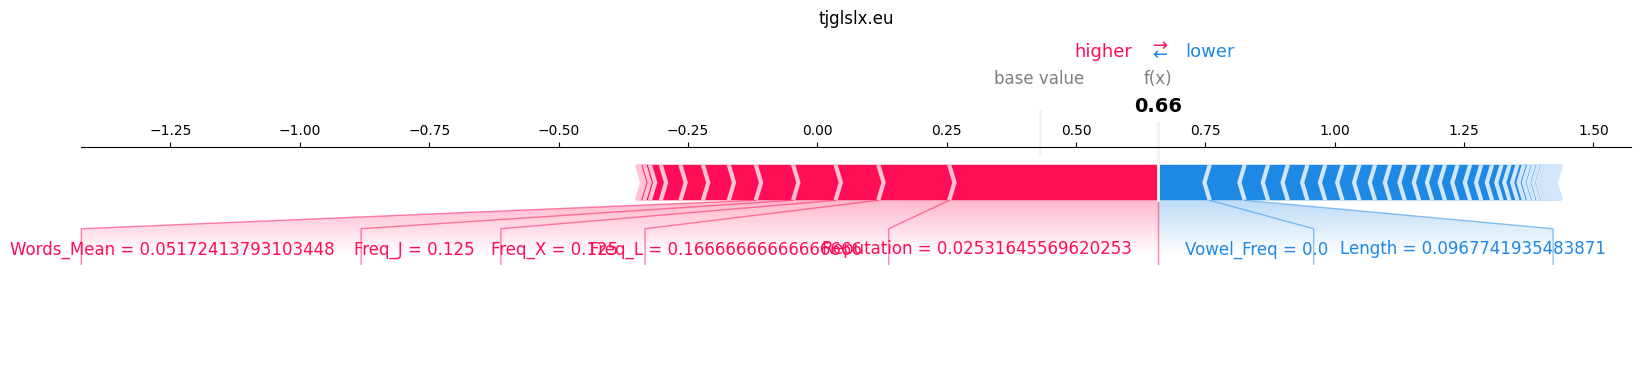 tjglslx.eu
higher → ← lower
base value f(x)
0.66
−1.25 −1.00 −0.75 −0.50 −0.25 0.00 0.25 0.50 0.75 1.00 1.25 1.50
Words_Mean = 0.05172413793103448 Freq_J = 0.125 Freq_X = 0.125 Freq_L = 0.16666666666666666 Reputation = 0.02531645569620253 Vowel_Freq = 0.0 Length = 0.0967741935483871